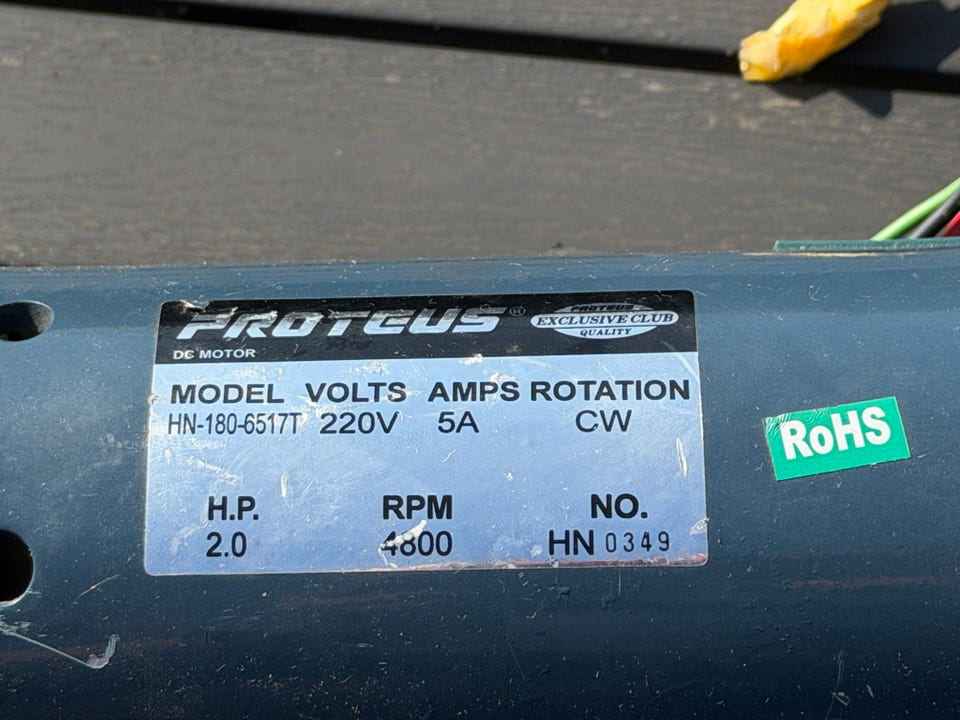 PROTEUS®
PROTEUS
EXCLUSIVE CLUB
QUALITY
DC MOTOR
MODEL VOLTS AMPS ROTATION
HN-180-6517T 220V 5A CW
H.P. RPM NO.
2.0 4800 HN 0349
RoHS